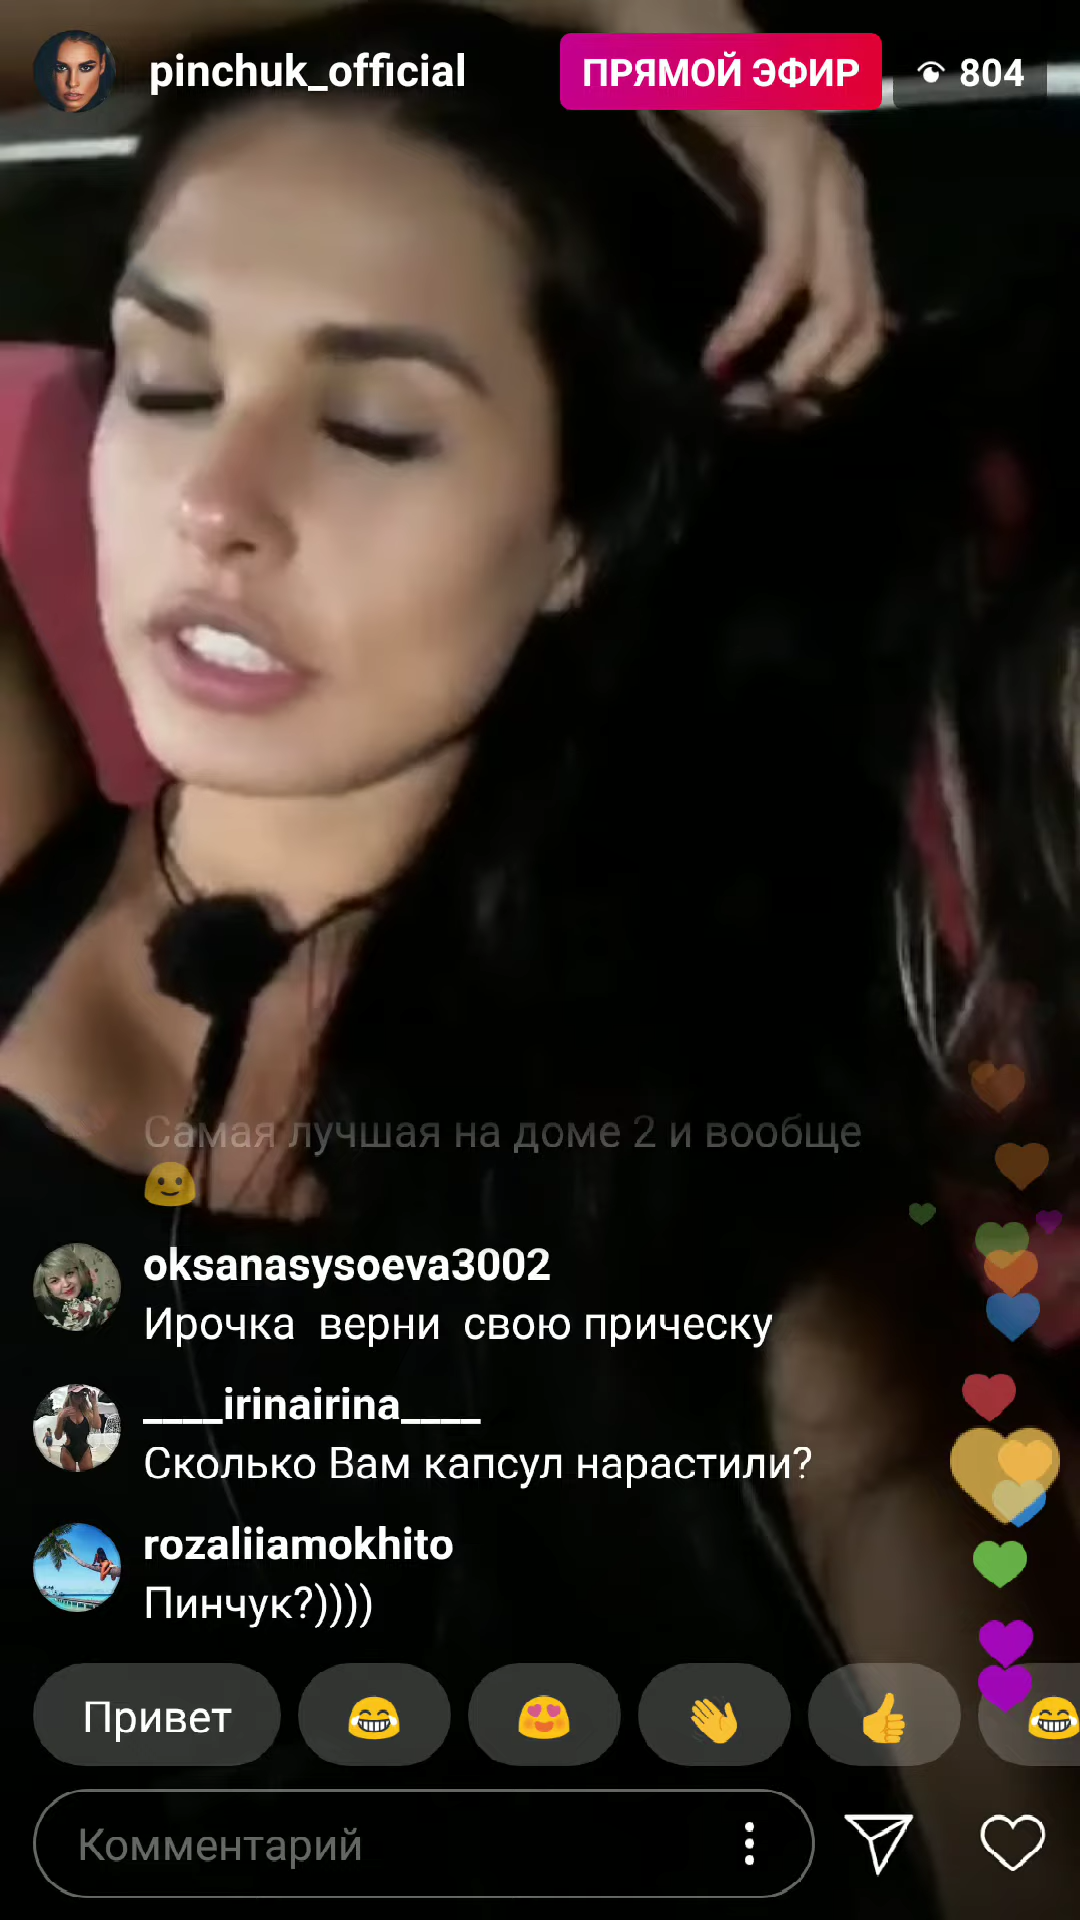 pinchuk_official ПРЯМОЙ ЭФИР 804
Самая лучшая на доме 2 и вообще
🙂
oksanasysoeva3002
Ирочка верни свою прическу
____irinairina____
Сколько Вам капсул нарастили?
rozaliiamokhito
Пинчук?))))
Привет 😂 😍 👋 👍 😂
Комментарий